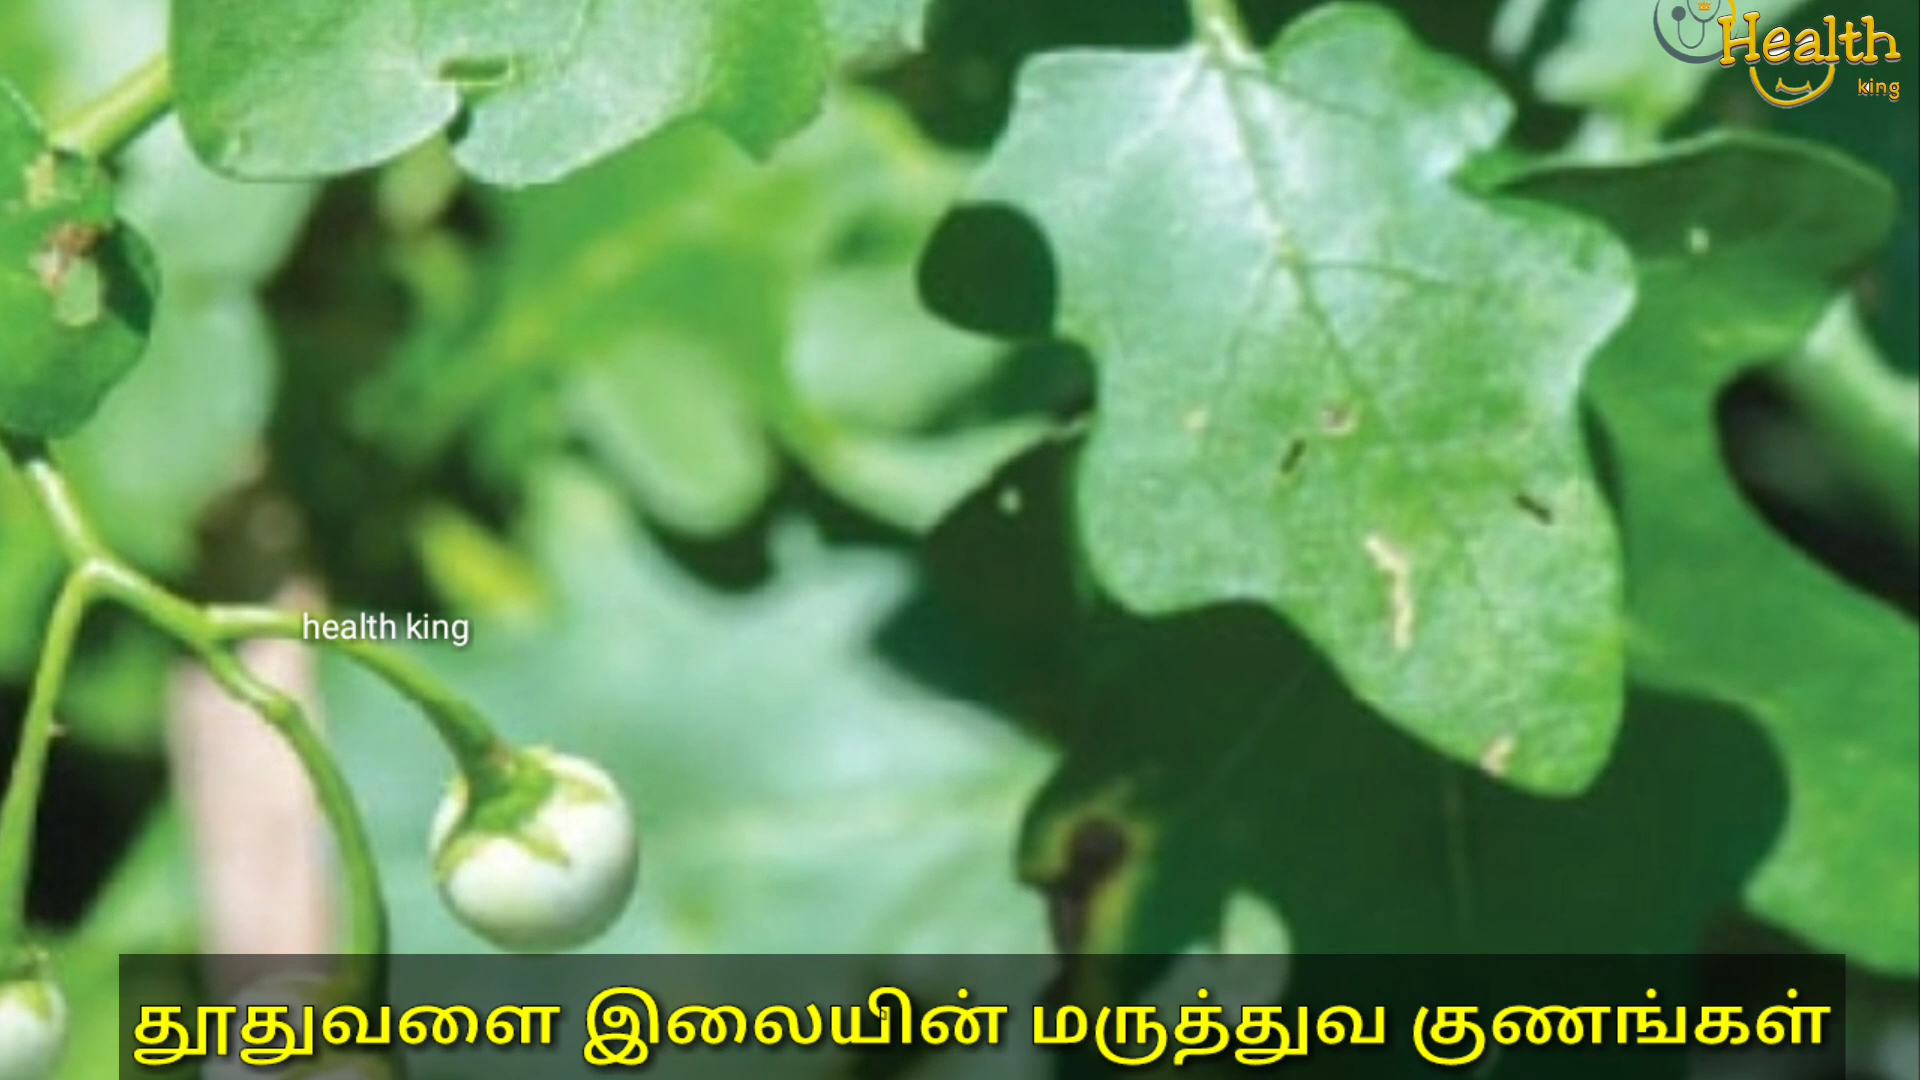 Health
king
health king
தூதுவளை இலையின் மருத்துவ குணங்கள்